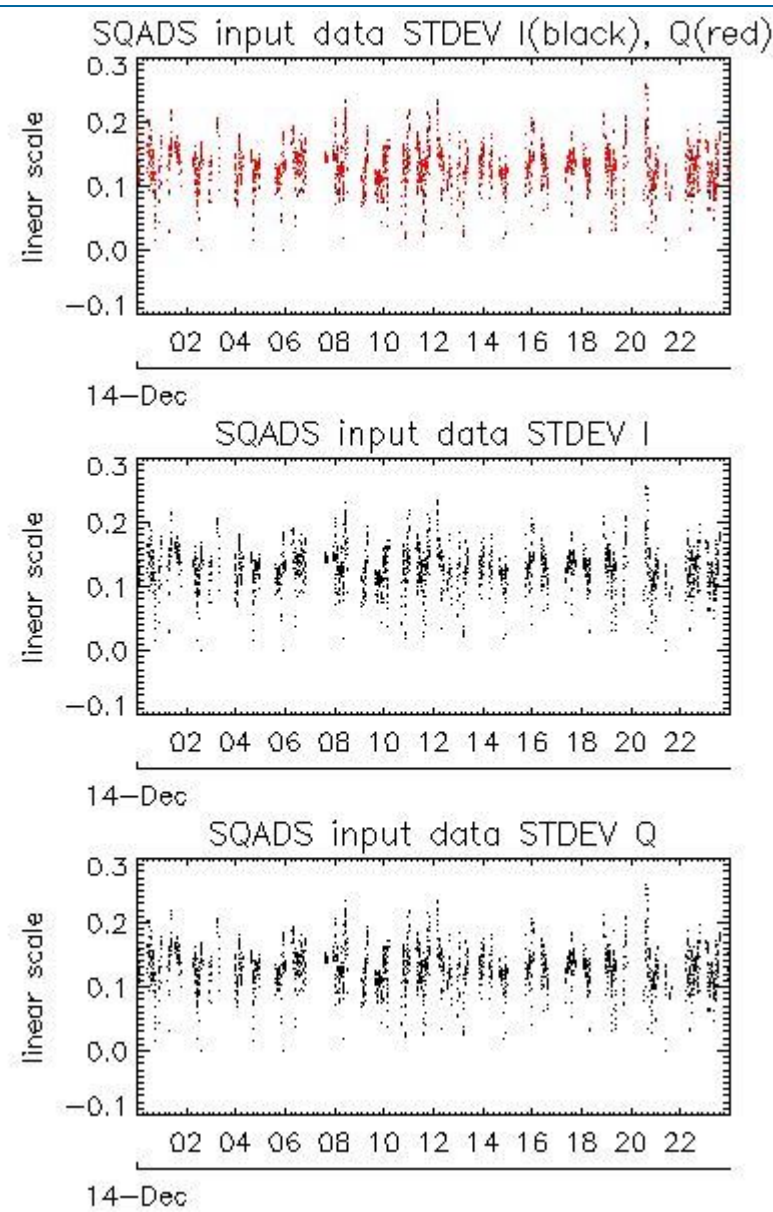 SQADS input data STDEV I(black), Q(red)
0.3
0.2
0.1
0.0
−0.1
linear scale
02 04 06 08 10 12 14 16 18 20 22
14−Dec
SQADS input data STDEV I
0.3
0.2
0.1
0.0
−0.1
linear scale
02 04 06 08 10 12 14 16 18 20 22
14−Dec
SQADS input data STDEV Q
0.3
0.2
0.1
0.0
−0.1
linear scale
02 04 06 08 10 12 14 16 18 20 22
14−Dec